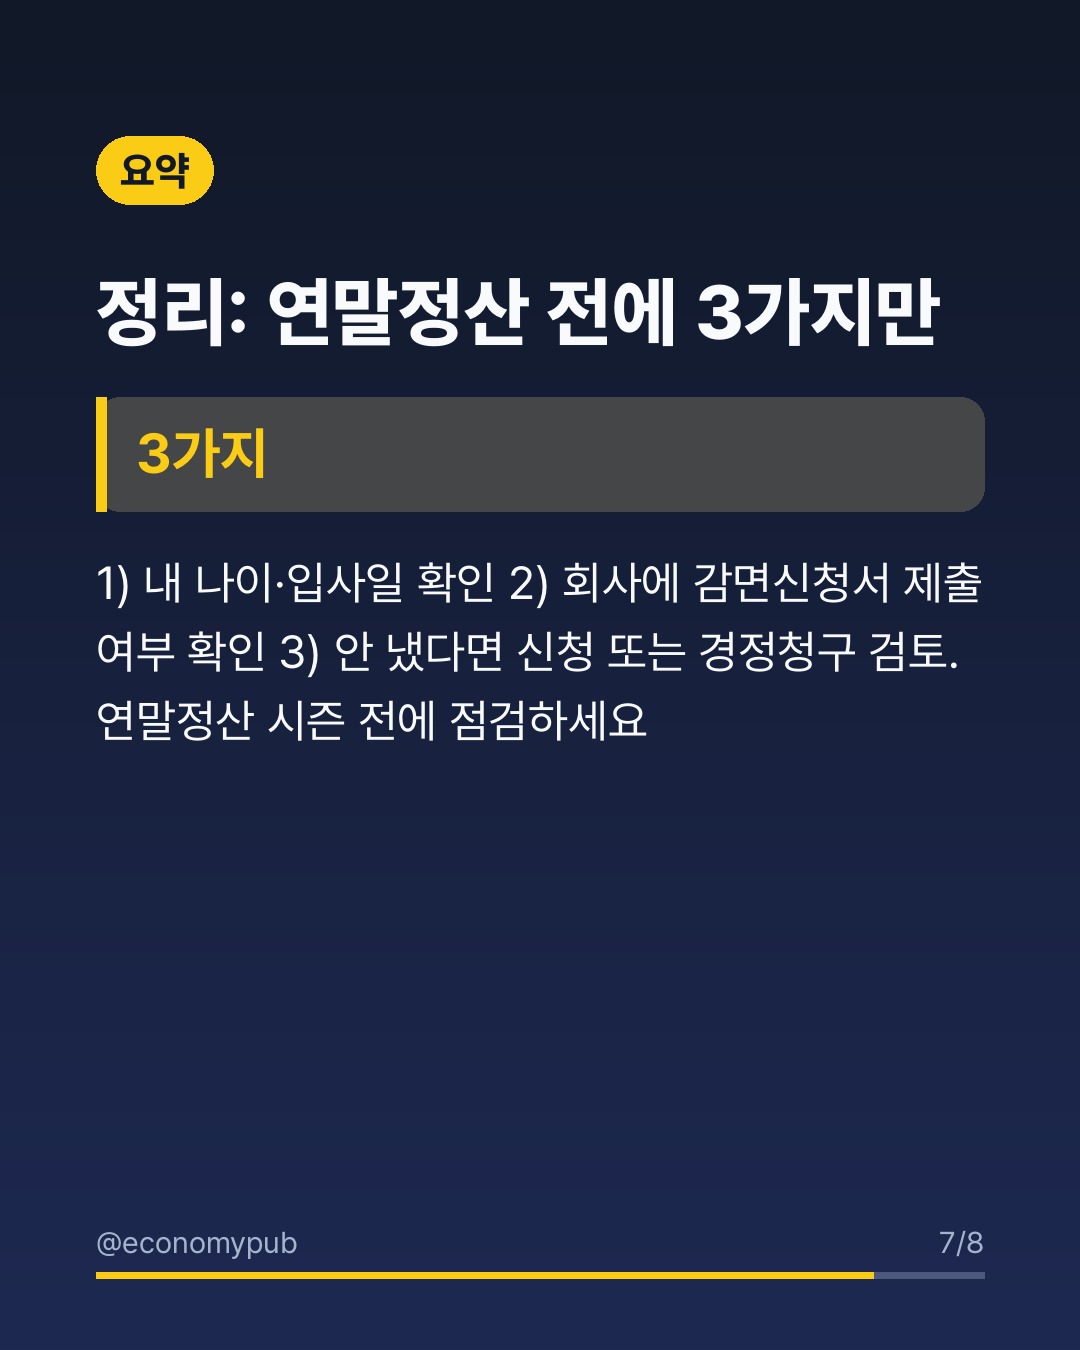 요약
정리: 연말정산 전에 3가지만
3가지
1) 내 나이·입사일 확인 2) 회사에 감면신청서 제출
여부 확인 3) 안 냈다면 신청 또는 경정청구 검토.
연말정산 시즌 전에 점검하세요
@economypub
7/8